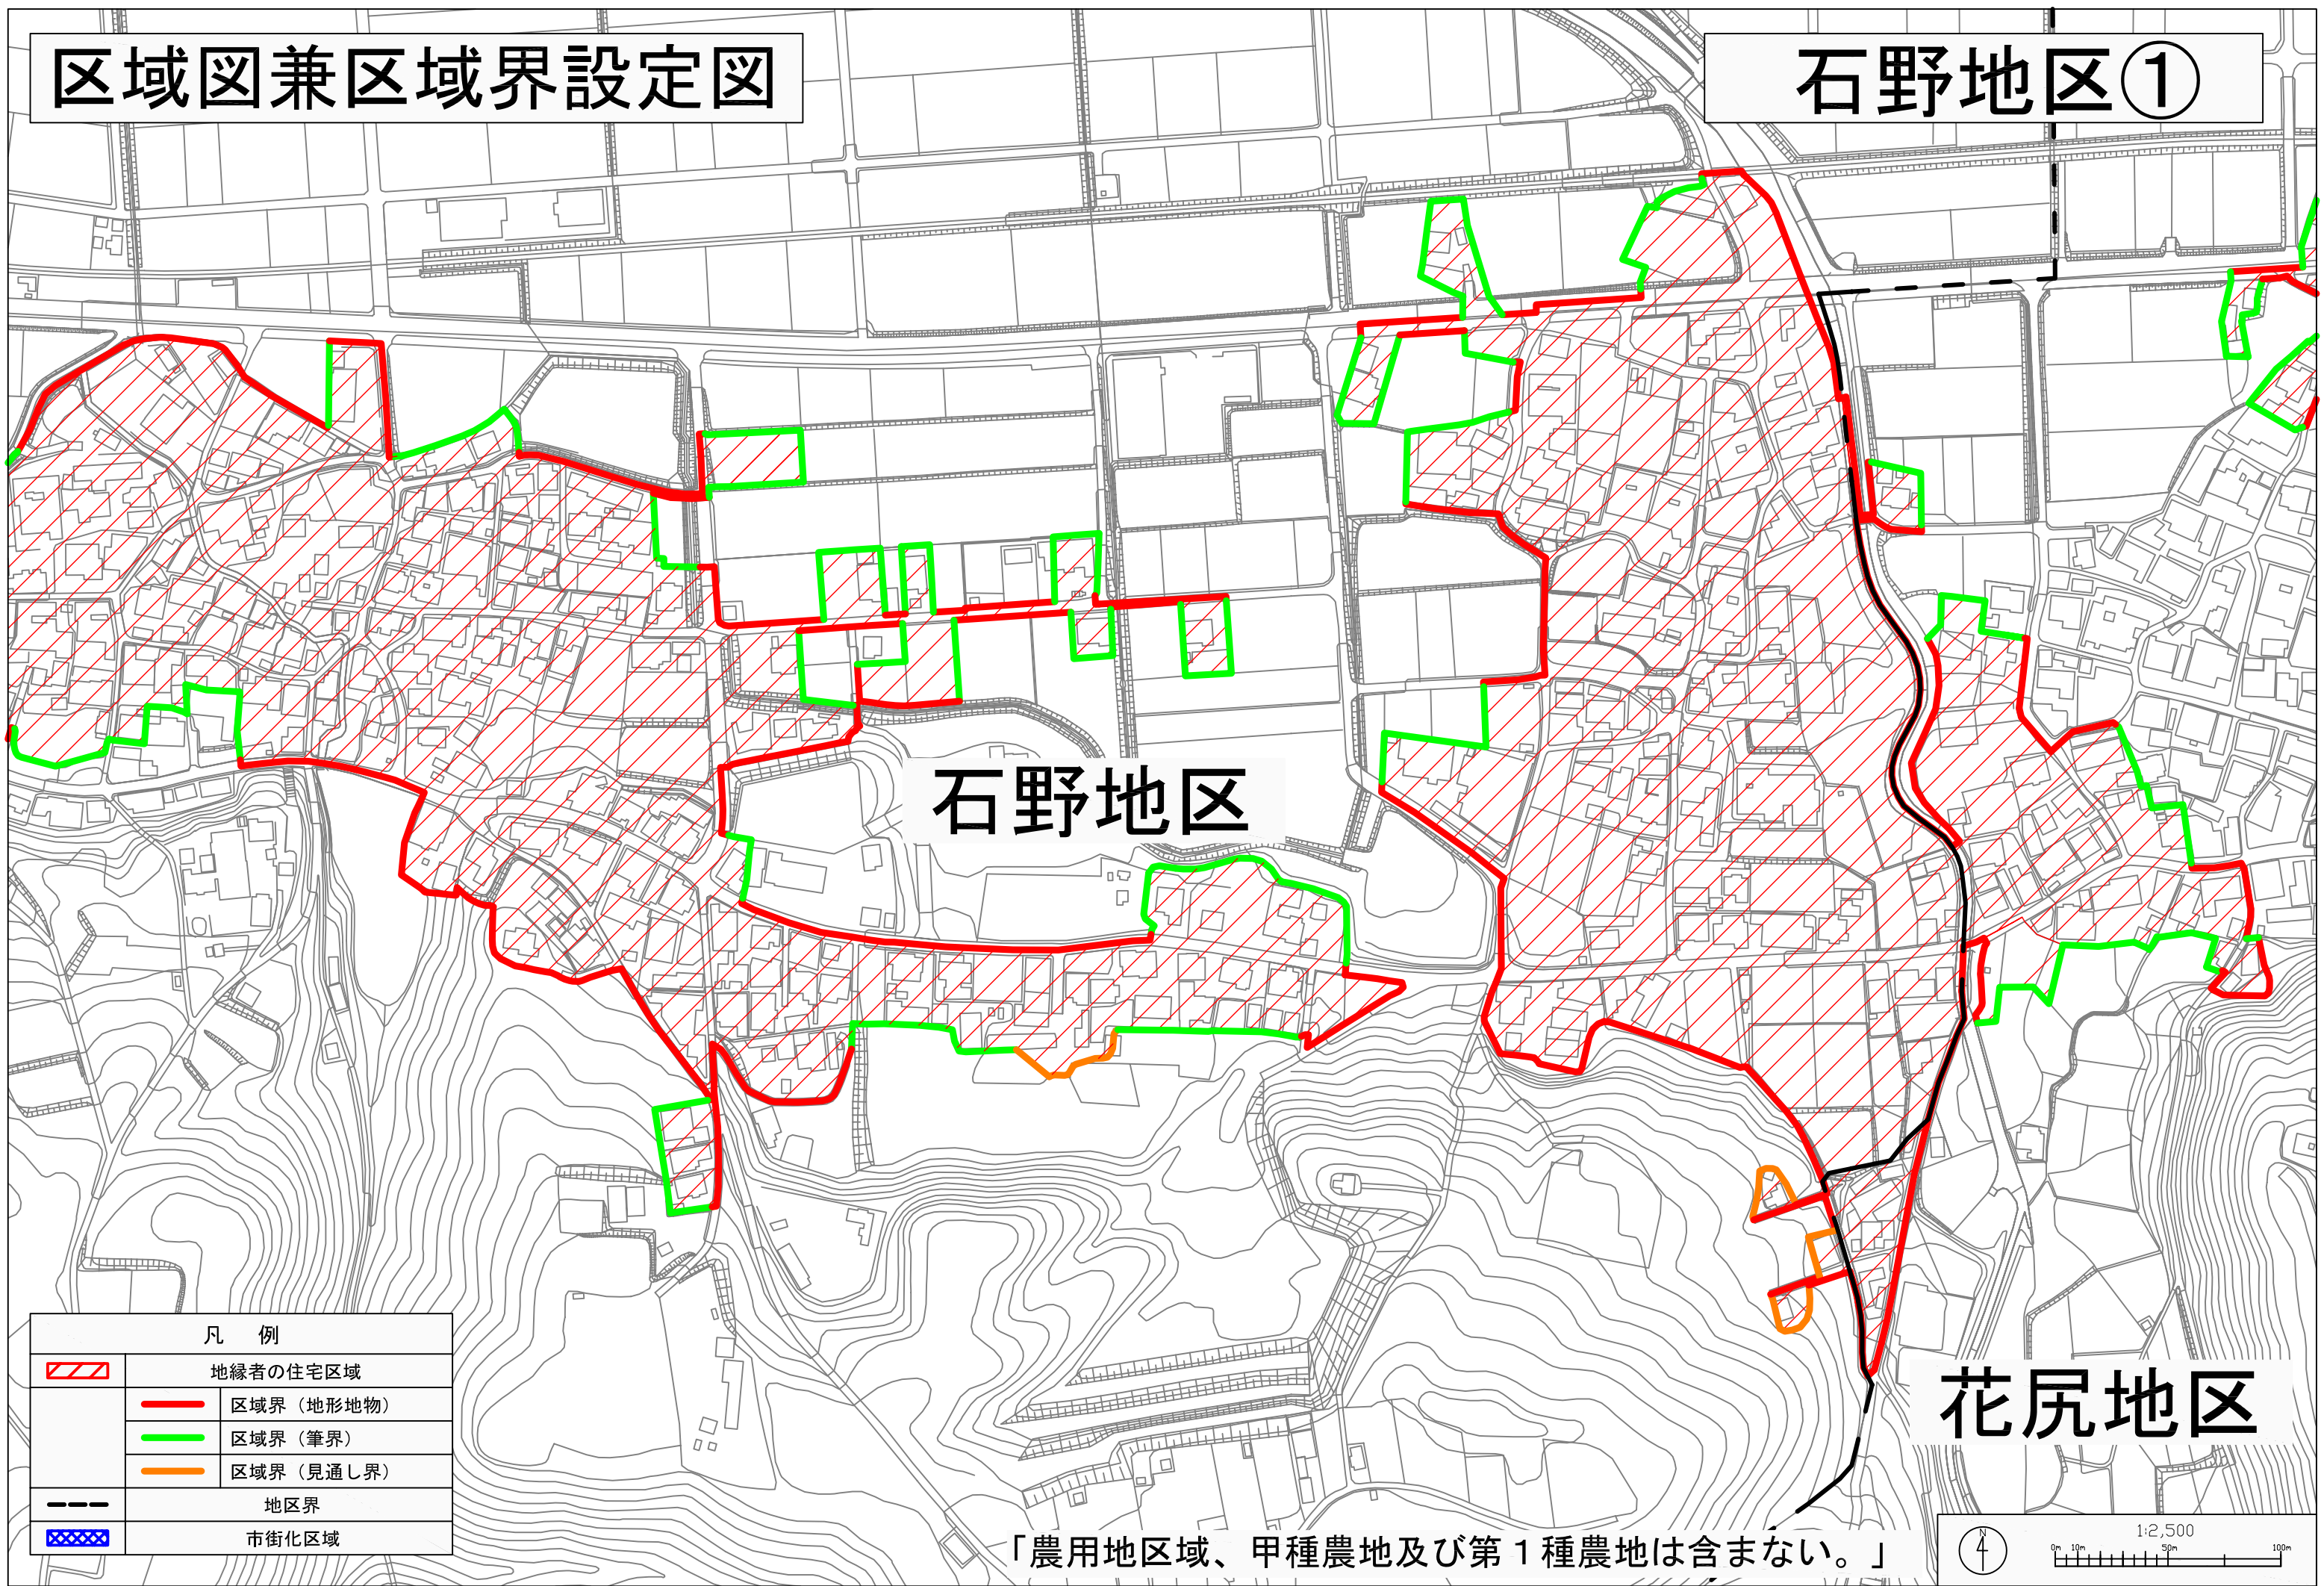 区域図兼区域界設定図
石野地区①
石野地区
花尻地区
凡 例
地縁者の住宅区域
区域界（地形地物）
区域界（筆界）
区域界（見通し界）
地区界
市街化区域
「農用地区域、甲種農地及び第１種農地は含まない。」
N
1:2,500
0m 10m 50m 100m